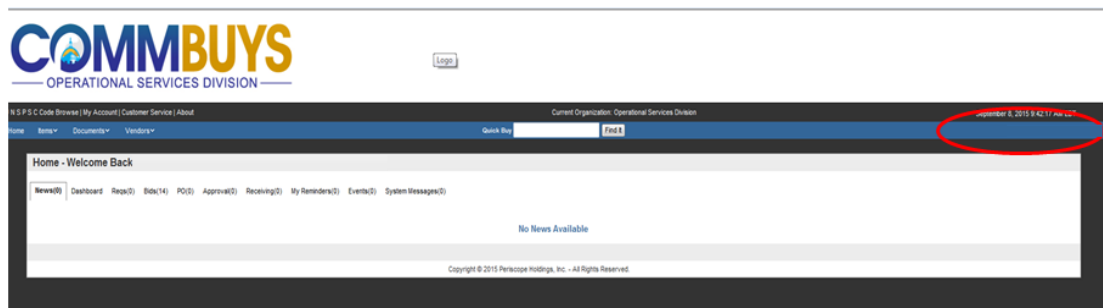 COMMBUYS
OPERATIONAL SERVICES DIVISION
Logo
N S P S C Code Browse | My Account | Customer Service | About
Current Organization: Operational Services Division
September 8, 2015 9:42:17 AM EDT
Home Items Documents Vendors
Quick Buy Find It
Home - Welcome Back
News(0) Dashboard Reqs(0) Bids(14) PO(0) Approval(0) Receiving(0) My Reminders(0) Events(0) System Messages(0)
No News Available
Copyright © 2015 Periscope Holdings, Inc. - All Rights Reserved.